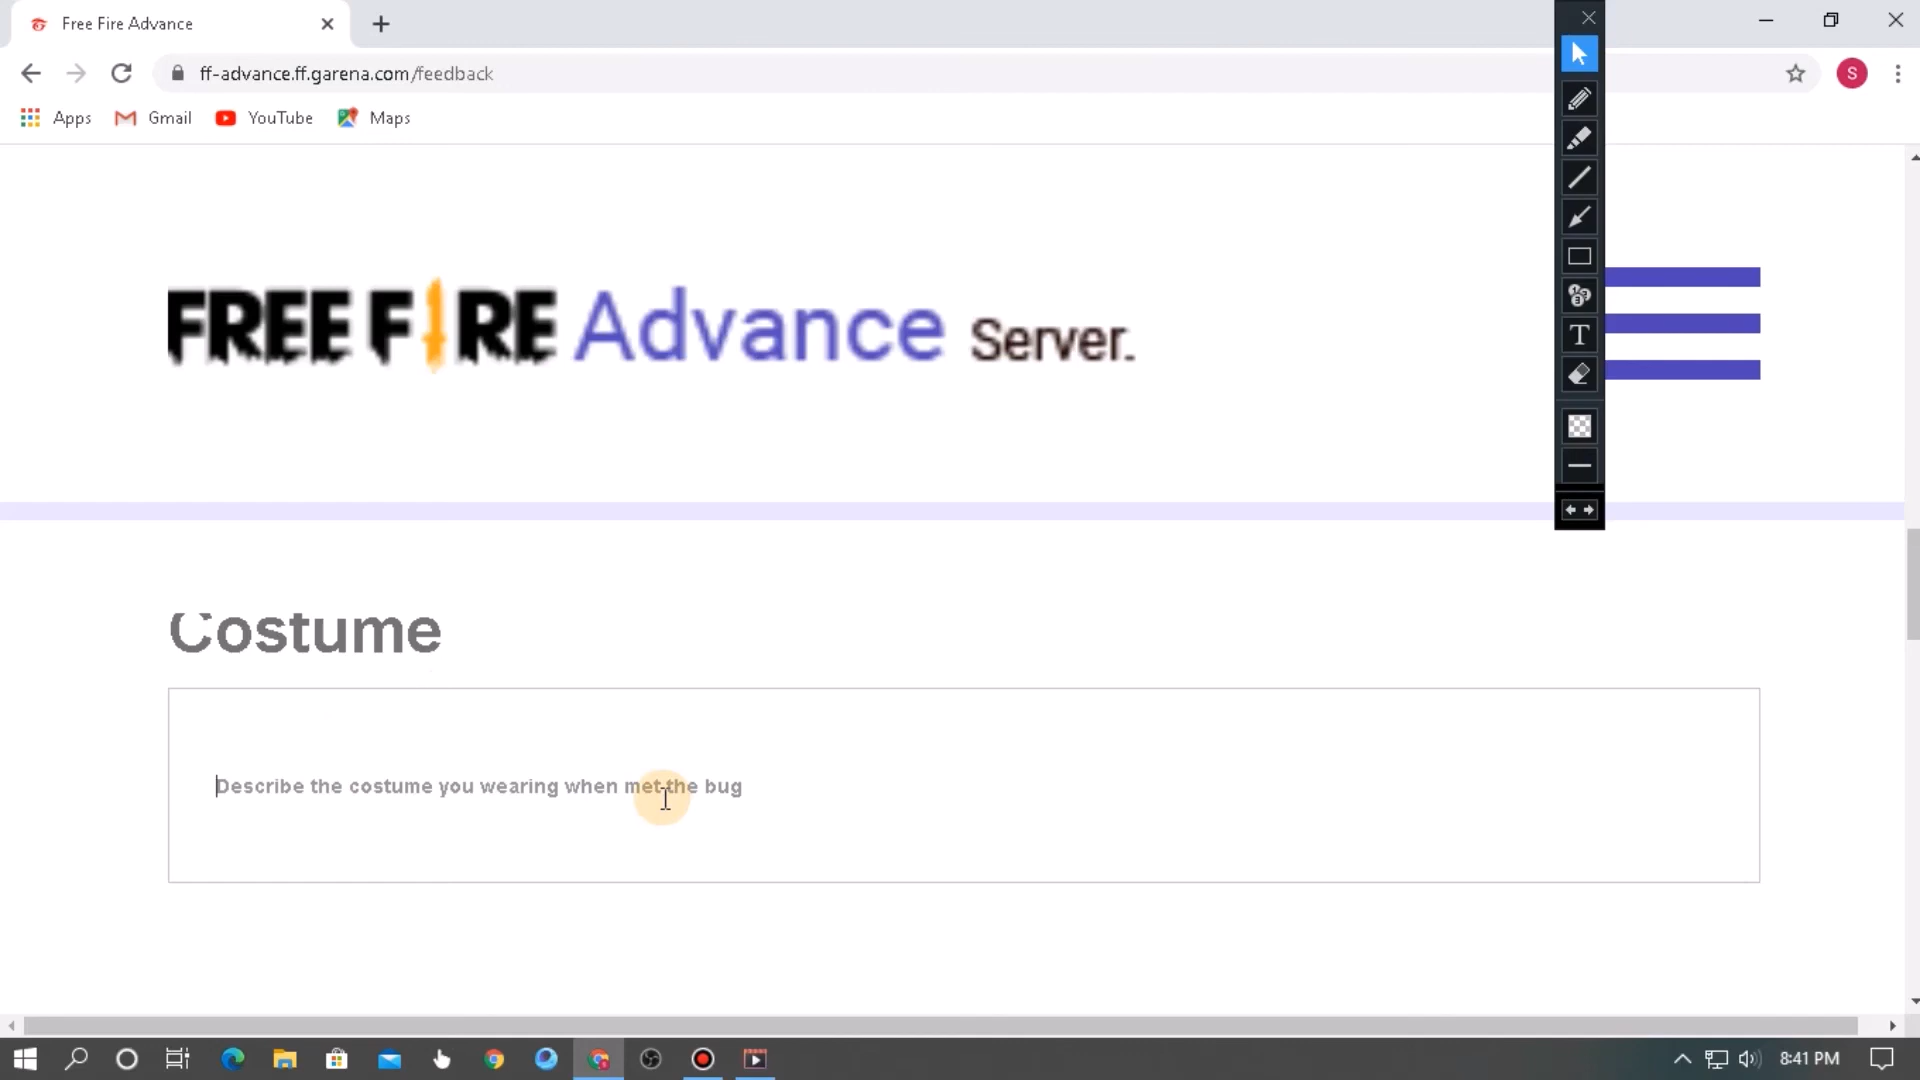 Free Fire Advance
ff-advance.ff.garena.com/feedback
S
Apps Gmail YouTube Maps
FREE FIRE Advance Server.
T
Costume
Describe the costume you wearing when met the bug
8:41 PM